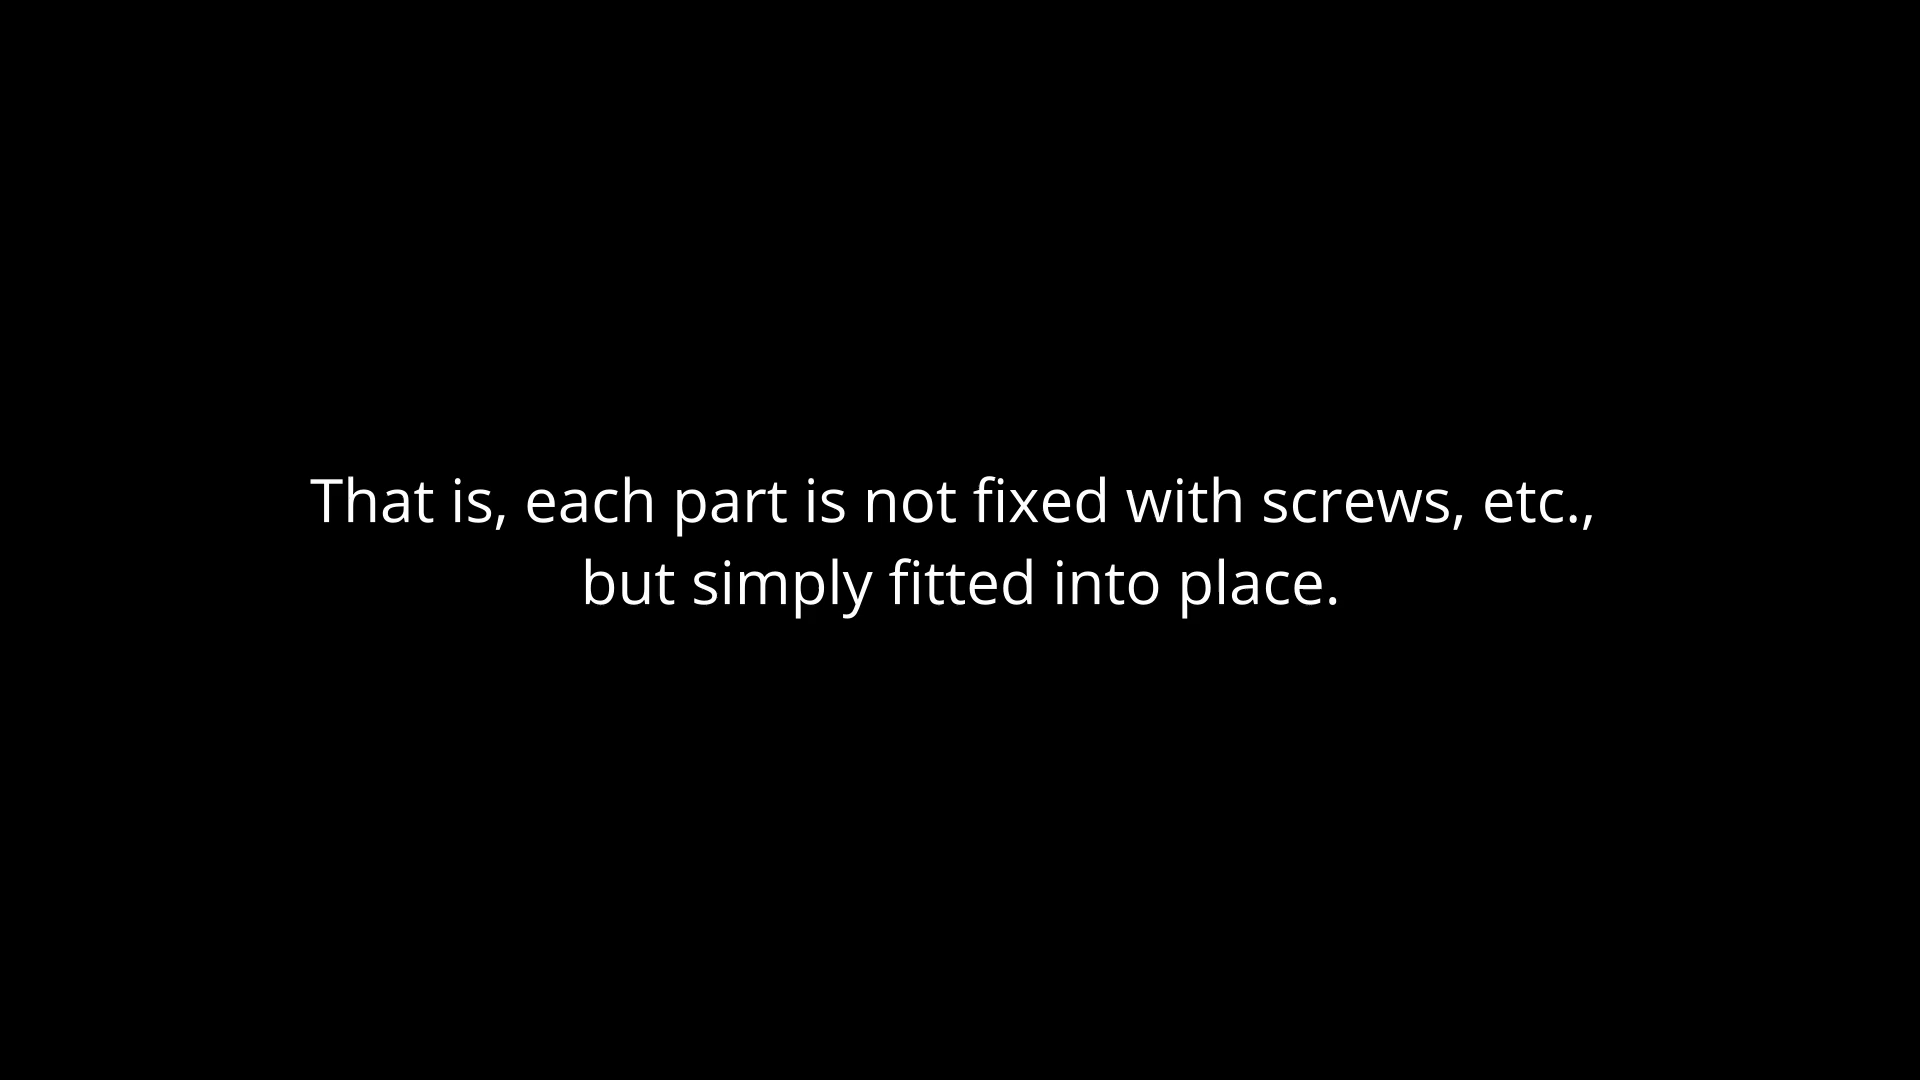 That is, each part is not fixed with screws, etc.,
but simply fitted into place.